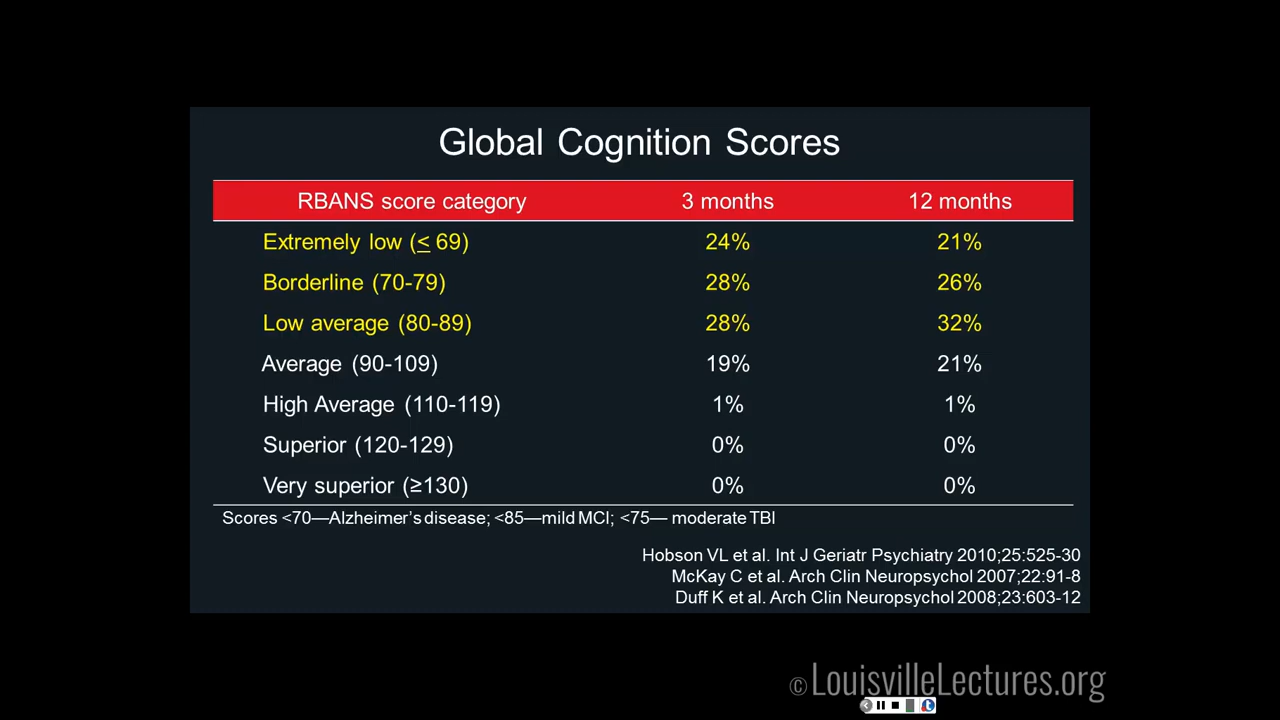 Global Cognition Scores
RBANS score category 3 months 12 months
Extremely low (≤ 69) 24% 21%
Borderline (70-79) 28% 26%
Low average (80-89) 28% 32%
Average (90-109) 19% 21%
High Average (110-119) 1% 1%
Superior (120-129) 0% 0%
Very superior (≥130) 0% 0%
Scores <70—Alzheimer's disease; <85—mild MCI; <75— moderate TBI
Hobson VL et al. Int J Geriatr Psychiatry 2010;25:525-30
McKay C et al. Arch Clin Neuropsychol 2007;22:91-8
Duff K et al. Arch Clin Neuropsychol 2008;23:603-12
© LouisvilleLectures.org